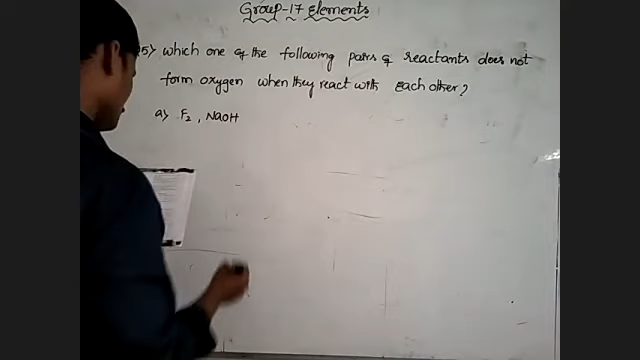 Group-17 Elements
5) which one of the following pairs of reactants does not
form oxygen when they react with each other?
a) F2, NaOH